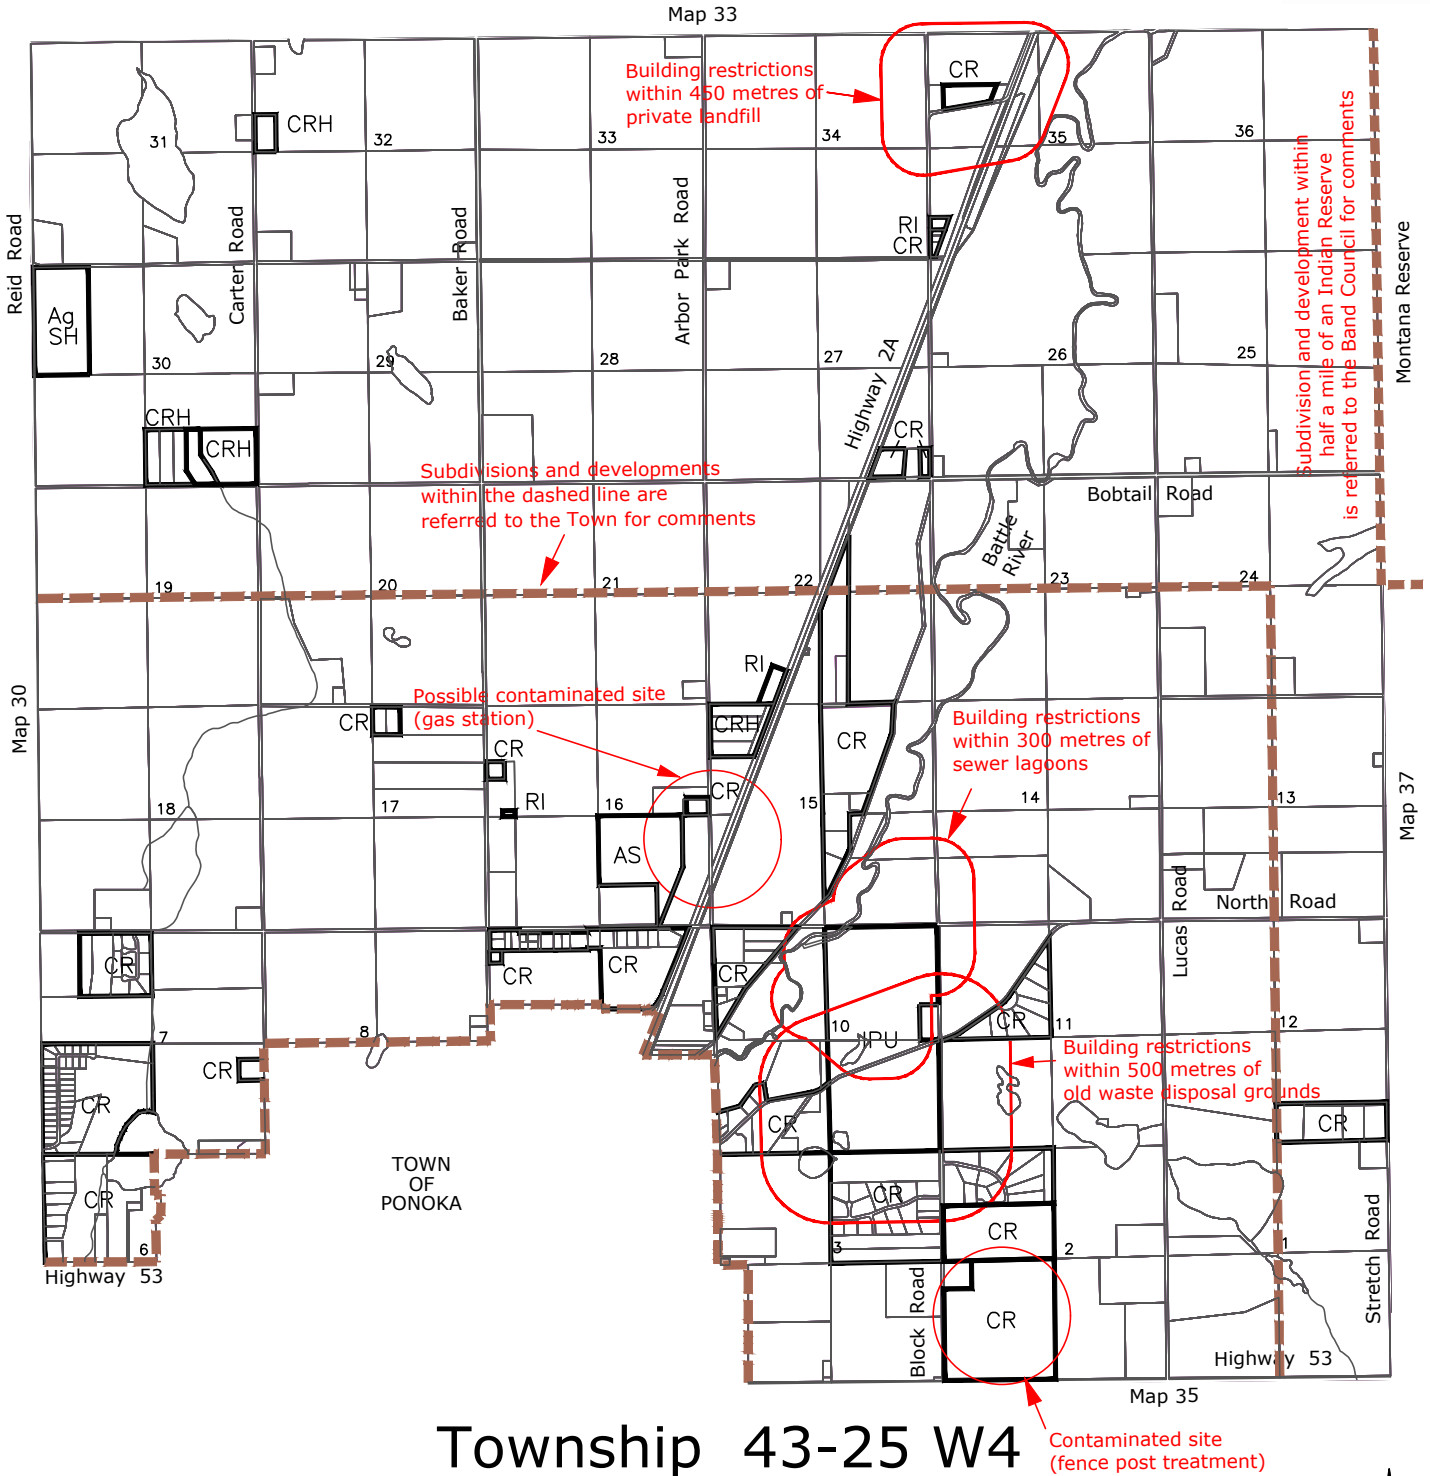 Map 33
Building restrictions
within 450 metres of
private landfill
CR
31
CRH
32
33
34
35
36
Subdivision and development within
half a mile of an Indian Reserve
is referred to the Band Council for comments
Montana Reserve
Reid Road
Carter Road
Baker Road
Arbor Park Road
RI
CR
Ag
SH
30
29
28
27
26
25
Highway 2A
CRH
CRH
CR
Subdivisions and developments
within the dashed line are
referred to the Town for comments
Bobtail Road
Battle
River
19
20
21
22
23
24
Map 30
RI
Possible contaminated site
(gas station)
CR
CRH
CR
Building restrictions
within 300 metres of
sewer lagoons
CR
CR
RI
18
17
16
15
14
13
Map 37
AS
Lucas Road
North Road
CR
CR
CR
CR
7
8
10
PU
CR
11
12
CR
Building restrictions
within 500 metres of
old waste disposal grounds
CR
CR
CR
TOWN
OF
PONOKA
CR
CR
CR
6
3
2
1
Highway 53
Block Road
CR
Stretch Road
Highway 53
Map 35
Township 43-25 W4
Contaminated site
(fence post treatment)